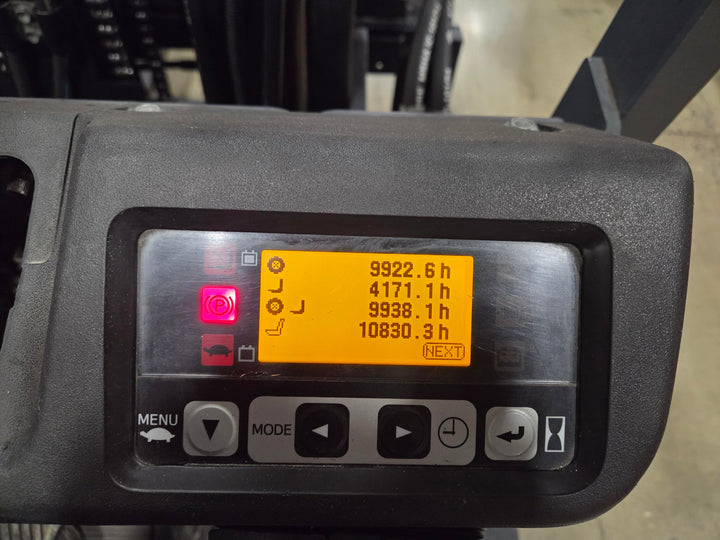 9922.6h
4171.1h
9938.1h
10830.3h
NEXT
P
MENU
MODE